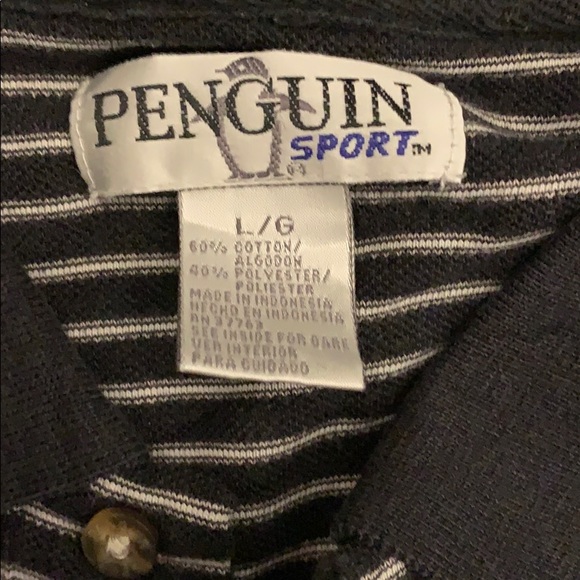 PENGUIN
SPORT™
L/G
60% COTTON/
ALGODON
40% POLYESTER/
POLIESTER
MADE IN INDONESIA
HECHO EN INDONESIA
RN 37763
SEE INSIDE FOR CARE
VER INTERIOR
PARA CUIDADO